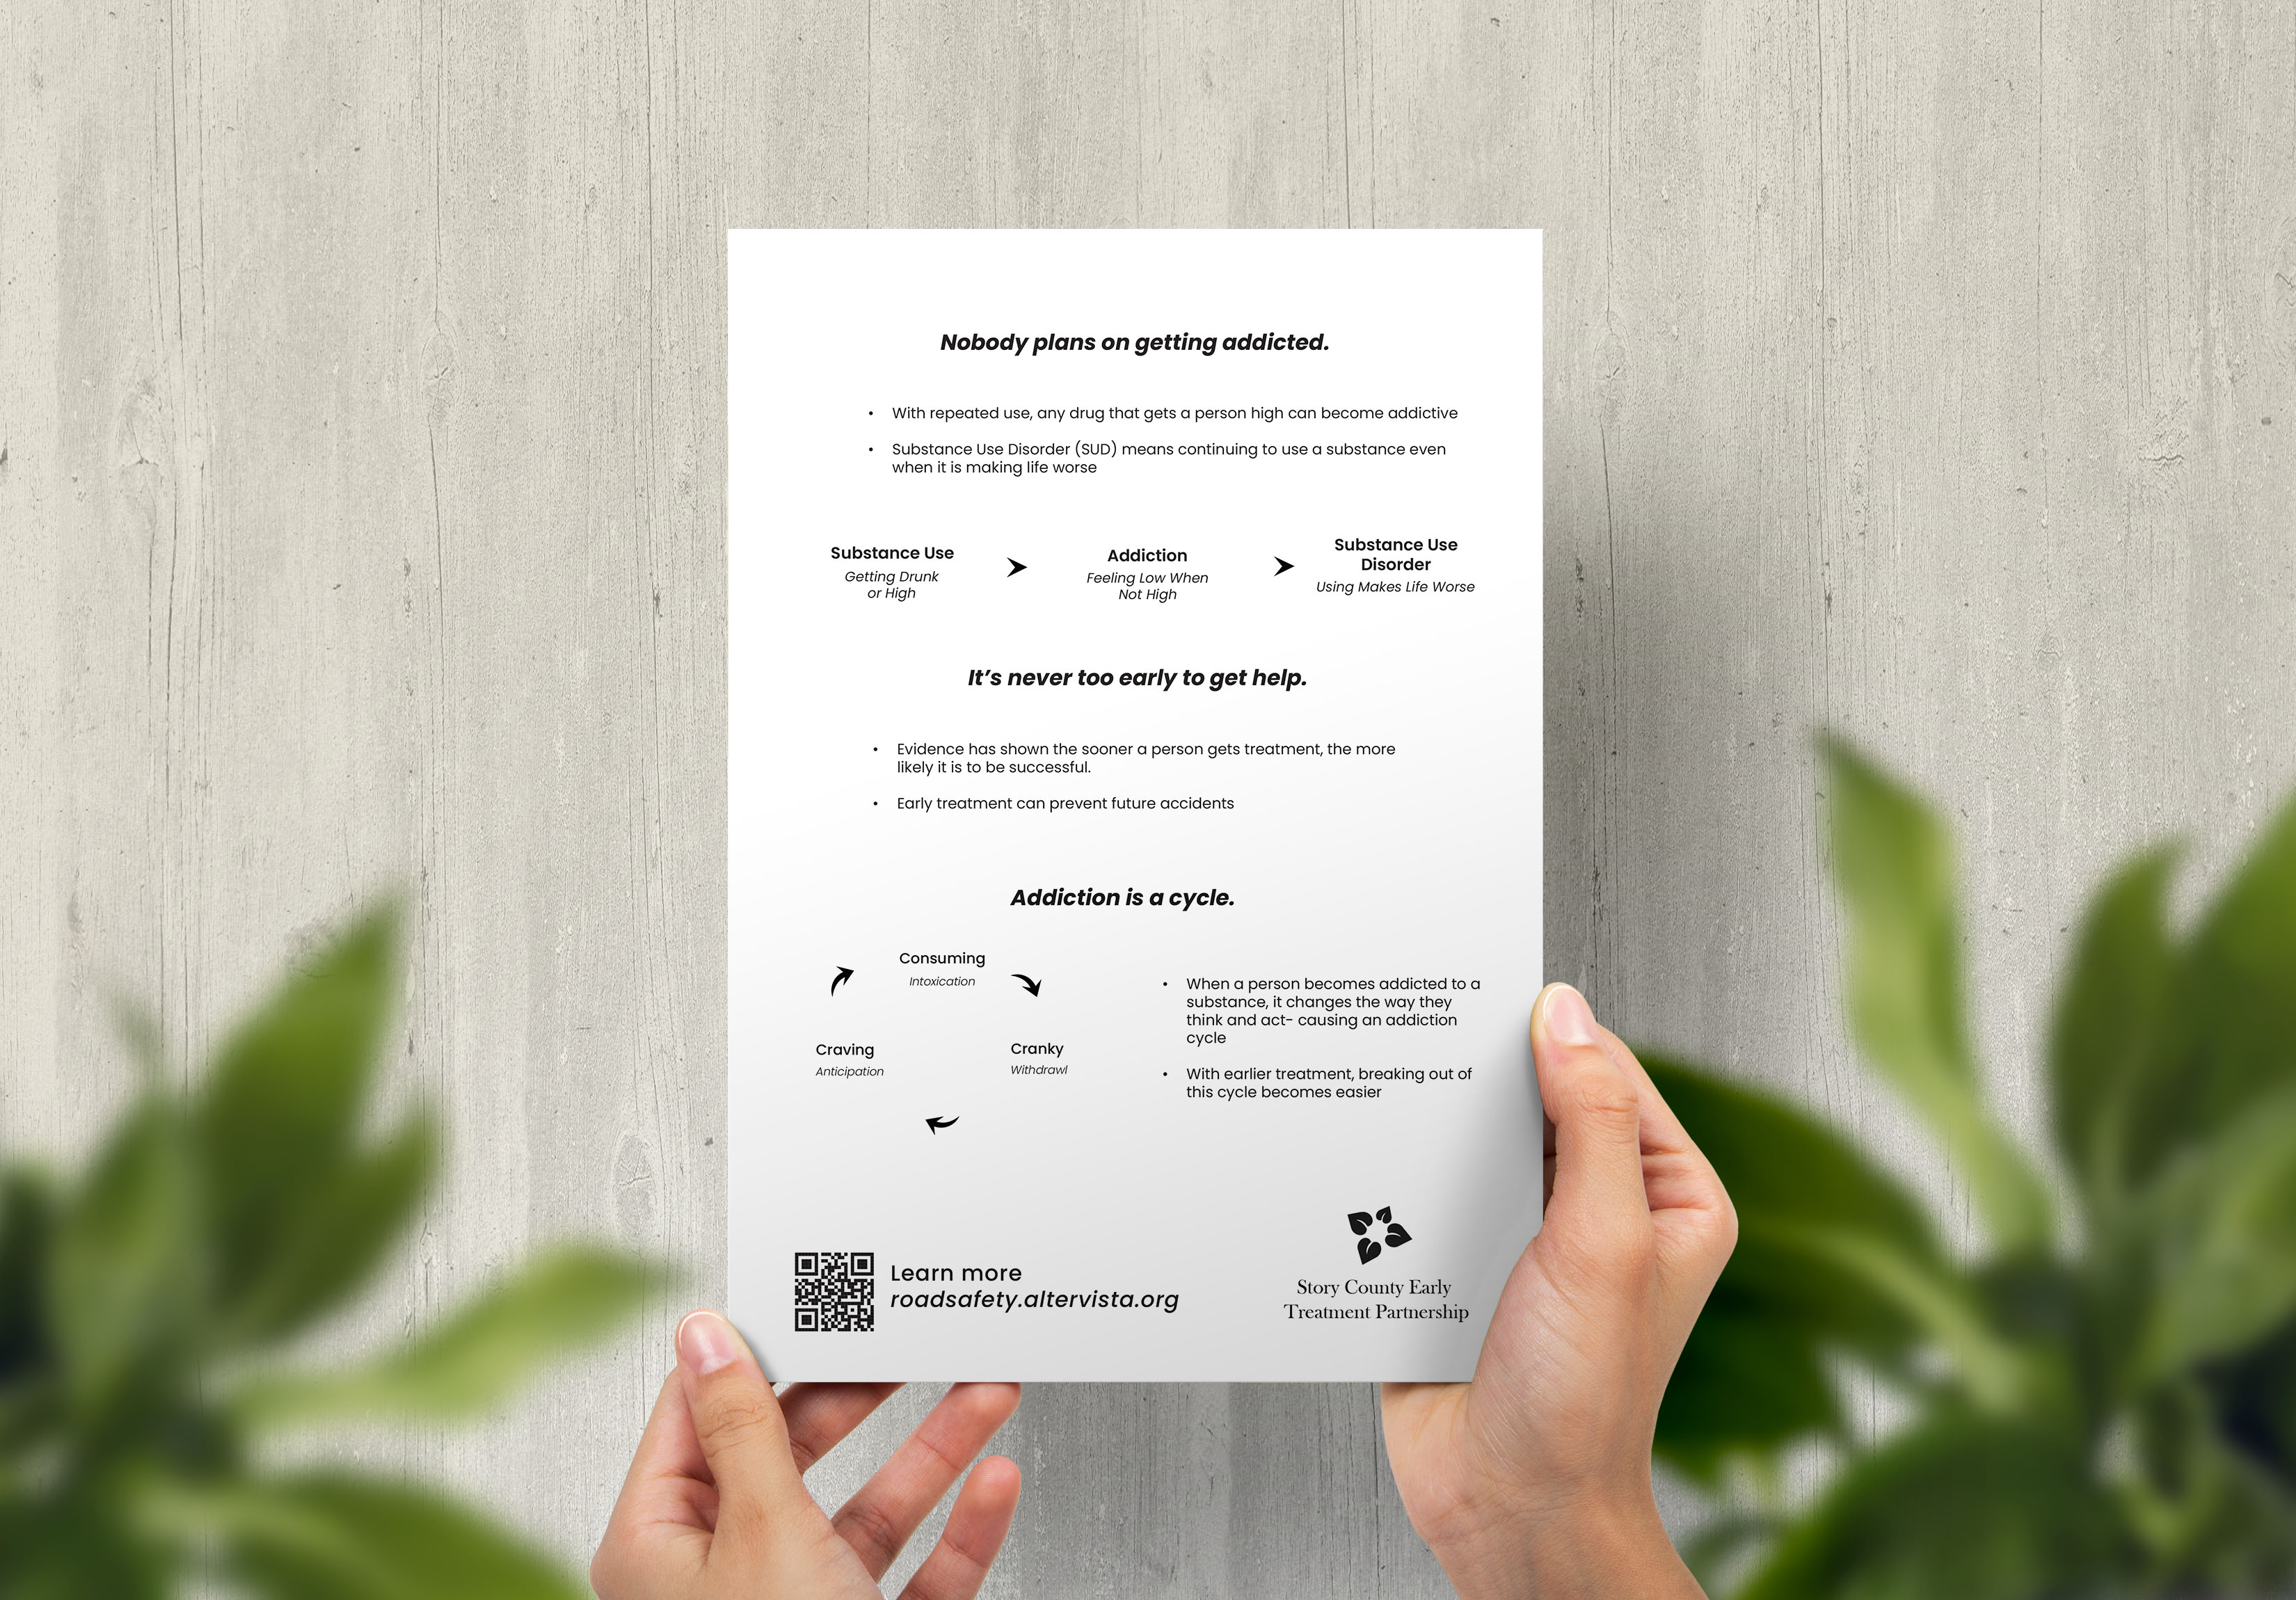 Nobody plans on getting addicted.
• With repeated use, any drug that gets a person high can become addictive
• Substance Use Disorder (SUD) means continuing to use a substance even
when it is making life worse
Substance Use
Getting Drunk
or High
Addiction
Feeling Low When
Not High
Substance Use
Disorder
Using Makes Life Worse
It’s never too early to get help.
• Evidence has shown the sooner a person gets treatment, the more
likely it is to be successful.
• Early treatment can prevent future accidents
Addiction is a cycle.
Consuming
Intoxication
Craving
Anticipation
Cranky
Withdrawl
• When a person becomes addicted to a
substance, it changes the way they
think and act- causing an addiction
cycle
• With earlier treatment, breaking out of
this cycle becomes easier
Learn more
roadsafety.altervista.org
Story County Early
Treatment Partnership